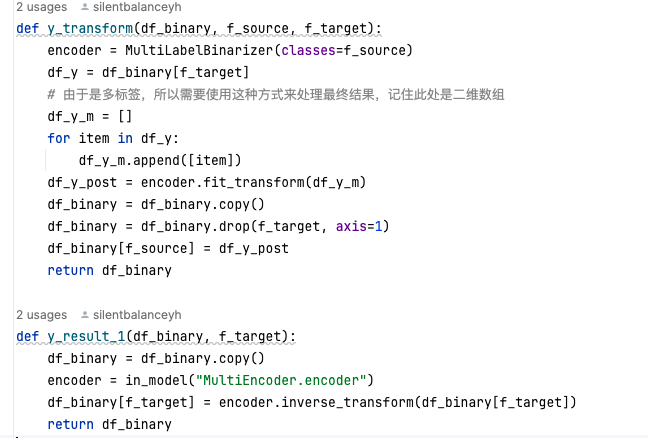 2 usages silentbalanceyh
def y_transform(df_binary, f_source, f_target):
    encoder = MultiLabelBinarizer(classes=f_source)
    df_y = df_binary[f_target]
    # 由于是多标签，所以需要使用这种方式来处理最终结果，记住此处是二维数组
    df_y_m = []
    for item in df_y:
        df_y_m.append([item])
    df_y_post = encoder.fit_transform(df_y_m)
    df_binary = df_binary.copy()
    df_binary = df_binary.drop(f_target, axis=1)
    df_binary[f_source] = df_y_post
    return df_binary
2 usages silentbalanceyh
def y_result_1(df_binary, f_target):
    df_binary = df_binary.copy()
    encoder = in_model("MultiEncoder.encoder")
    df_binary[f_target] = encoder.inverse_transform(df_binary[f_target])
    return df_binary